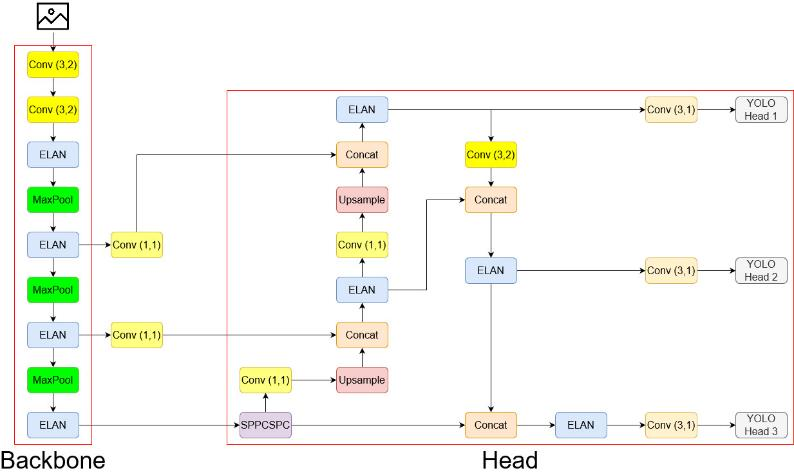 Conv (3,2)
Conv (3,2)
ELAN
MaxPool
ELAN
MaxPool
ELAN
MaxPool
ELAN
Backbone
Conv (1,1)
Conv (1,1)
ELAN
Concat
Upsample
Conv (1,1)
ELAN
Concat
Conv (1,1)
Upsample
SPPCSPC
Conv (3,2)
Concat
ELAN
Concat
ELAN
Conv (3,1)
YOLO
Head 1
Conv (3,1)
YOLO
Head 2
Conv (3,1)
YOLO
Head 3
Head